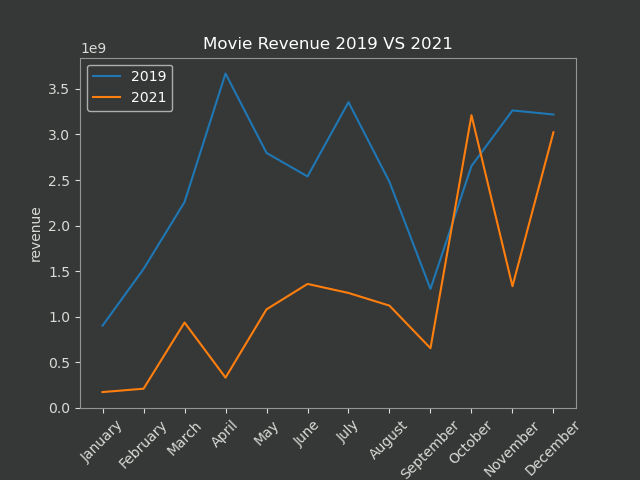 Movie Revenue 2019 VS 2021
1e9
2019
2021
3.5
3.0
2.5
2.0
1.5
1.0
0.5
0.0
revenue
January
February
March
April
May
June
July
August
September
October
November
December